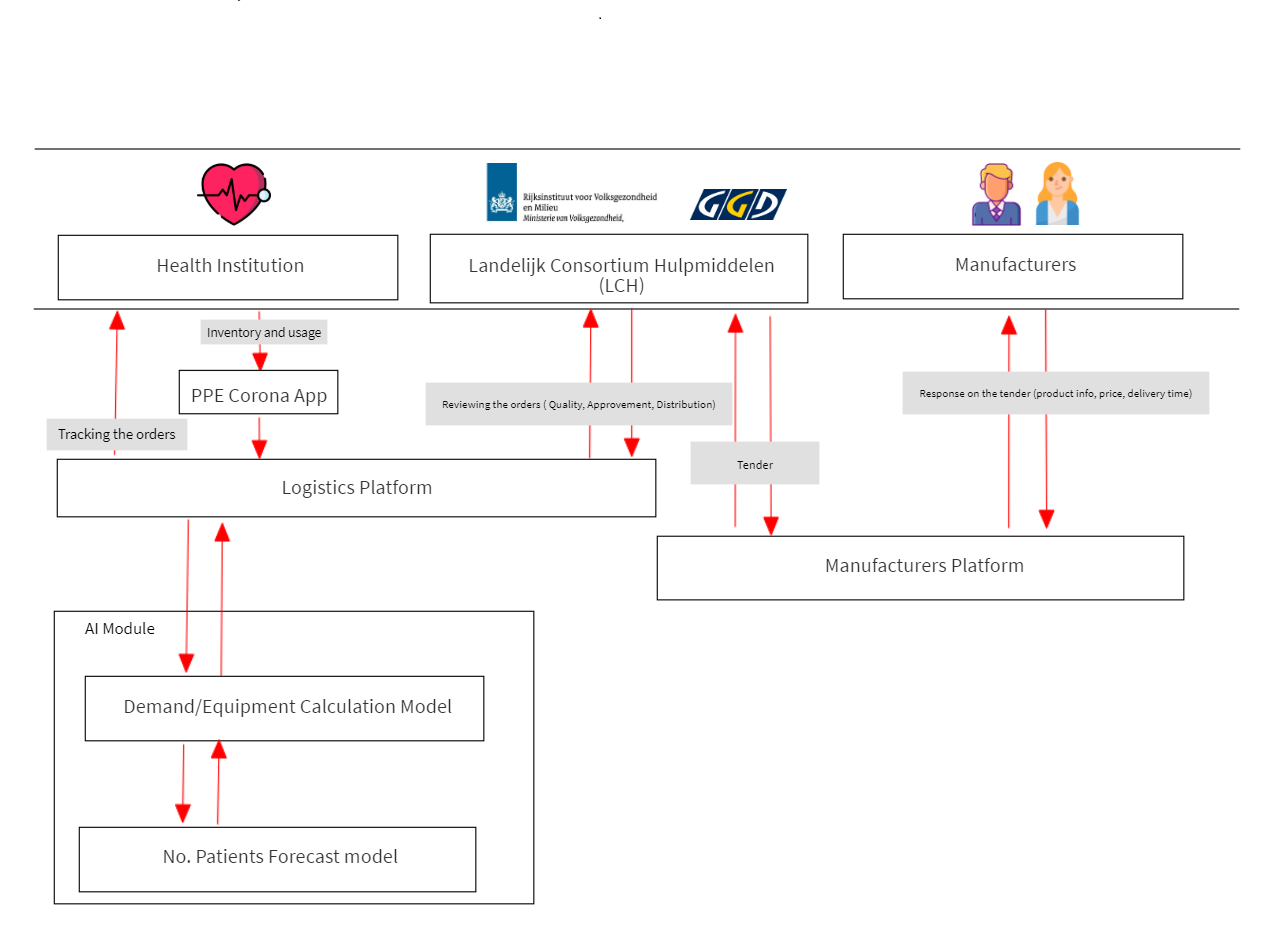 Rijksinstituut voor Volksgezondheid
en Milieu
Ministerie van Volksgezondheid,
GGD
Health Institution
Landelijk Consortium Hulpmiddelen
(LCH)
Manufacturers
Inventory and usage
PPE Corona App
Reviewing the orders ( Quality, Approvement, Distribution)
Response on the tender (product info, price, delivery time)
Tracking the orders
Tender
Logistics Platform
Manufacturers Platform
AI Module
Demand/Equipment Calculation Model
No. Patients Forecast model